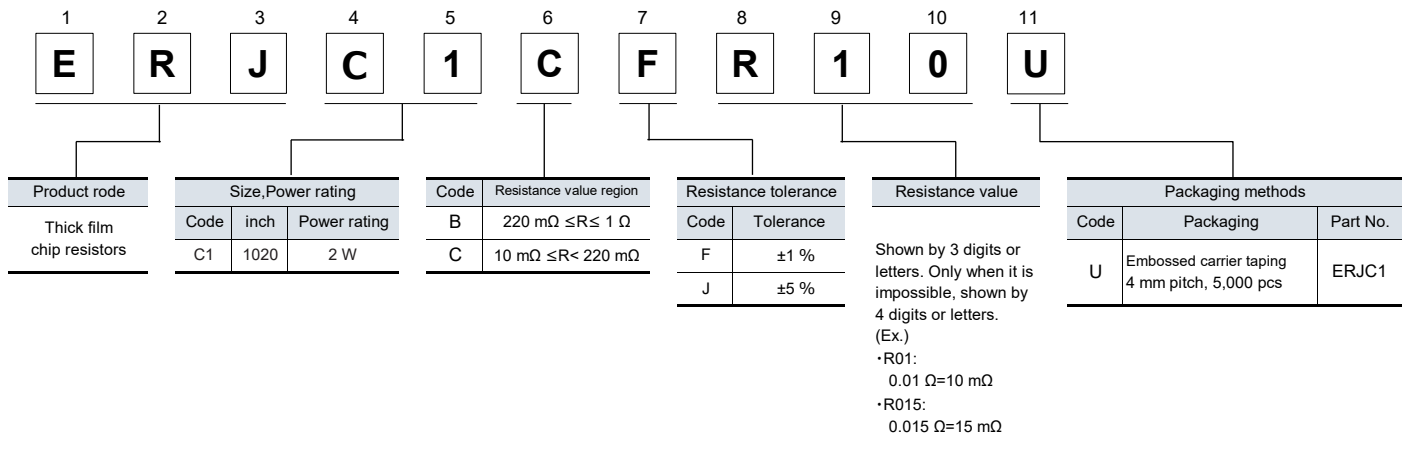 1 2 3 4 5 6 7 8 9 10 11
E R J C 1 C F R 1 0 U
Product rode
Thick film
chip resistors
Size,Power rating
Code inch Power rating
C1 1020 2 W
Code Resistance value region
B 220 mΩ ≤R≤ 1 Ω
C 10 mΩ ≤R< 220 mΩ
Resistance tolerance
Code Tolerance
F ±1 %
J ±5 %
Resistance value
Shown by 3 digits or
letters. Only when it is
impossible, shown by
4 digits or letters.
(Ex.)
･R01:
0.01 Ω=10 mΩ
･R015:
0.015 Ω=15 mΩ
Packaging methods
Code Packaging Part No.
U Embossed carrier taping
4 mm pitch, 5,000 pcs
ERJC1